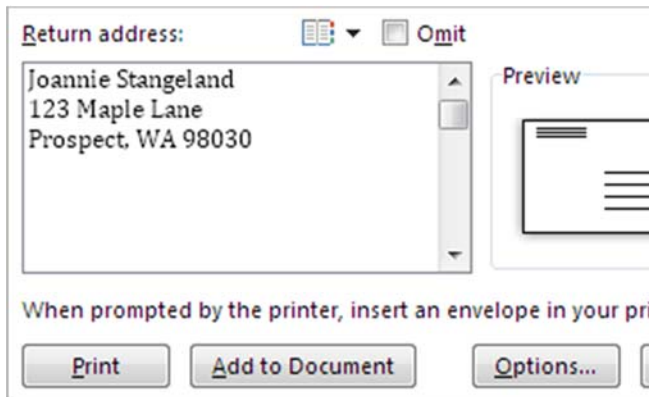 Return address: Omit
Joannie Stangeland
123 Maple Lane
Prospect, WA 98030
Preview
When prompted by the printer, insert an envelope in your
Print Add to Document Options...